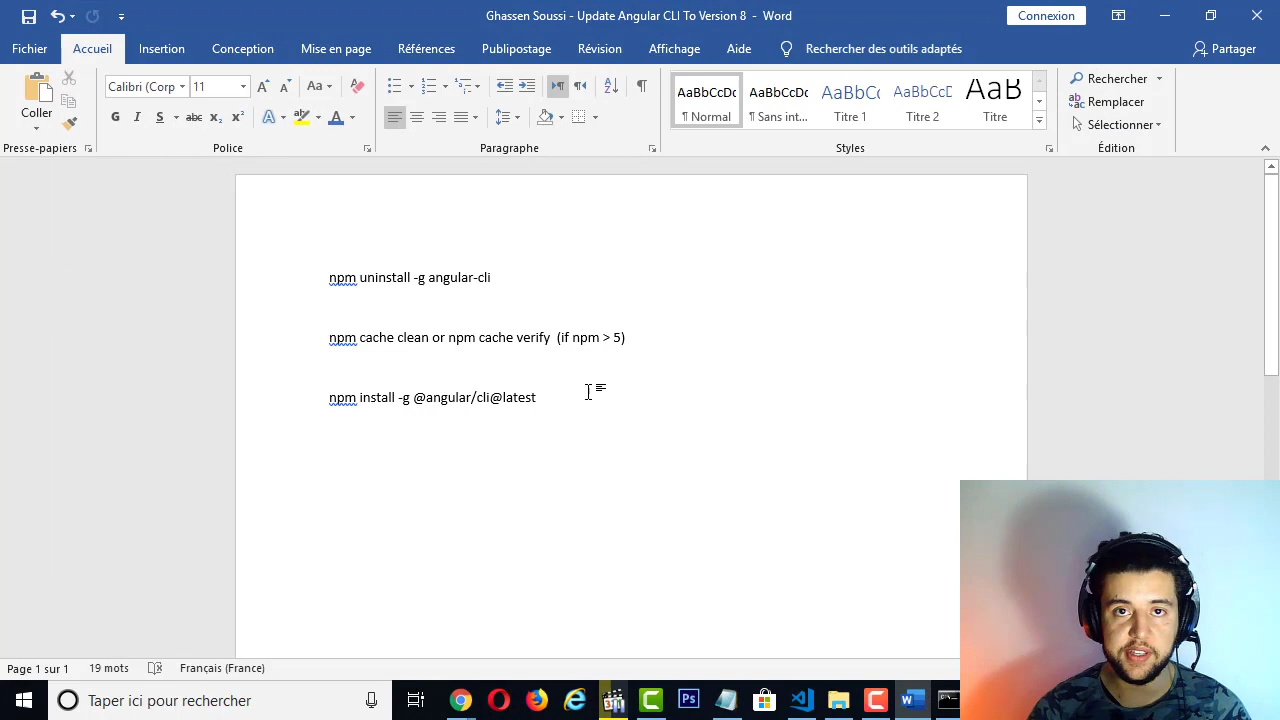 Ghassen Soussi - Update Angular CLI To Version 8 - Word
Connexion
Fichier Accueil Insertion Conception Mise en page Références Publipostage Révision Affichage Aide Rechercher des outils adaptés Partager
Coller
Presse-papiers
Calibri (Corp 11
G I S abc x₂ x²
Police
Paragraphe
AaBbCcDc AaBbCcDc AaBbCc AaBbCcD AaB
¶ Normal ¶ Sans int... Titre 1 Titre 2 Titre
Styles
Rechercher
Remplacer
Sélectionner
Édition
npm uninstall -g angular-cli
npm cache clean or npm cache verify (if npm > 5)
npm install -g @angular/cli@latest
Page 1 sur 1 19 mots Français (France)
Taper ici pour rechercher